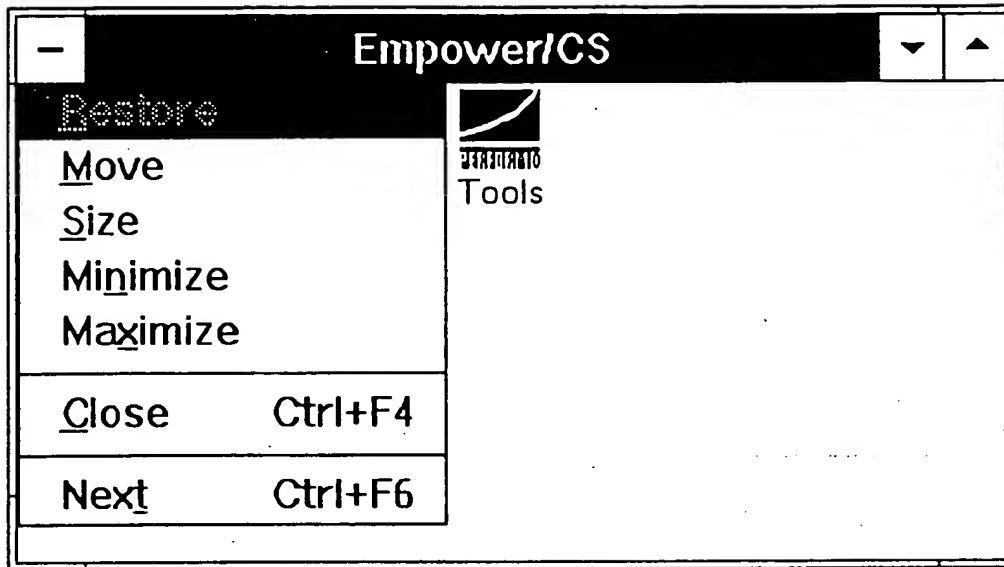 Empower/CS
Restore
Move
Size
Minimize
Maximize
Close Ctrl+F4
Next Ctrl+F6
Tools